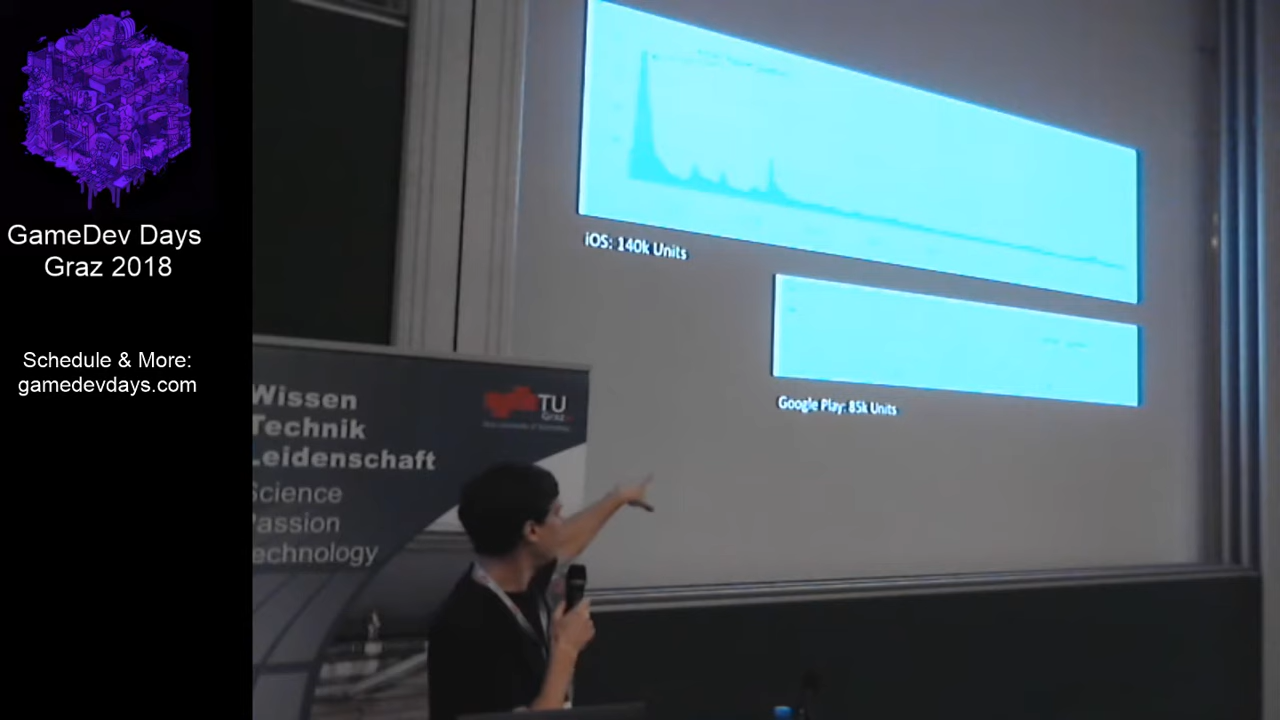 GameDev Days
Graz 2018
Schedule & More:
gamedevdays.com
iOS: 140k Units
Google Play: 85k Units
Wissen
Technik
Leidenschaft
TU
Graz
Science
Passion
Technology